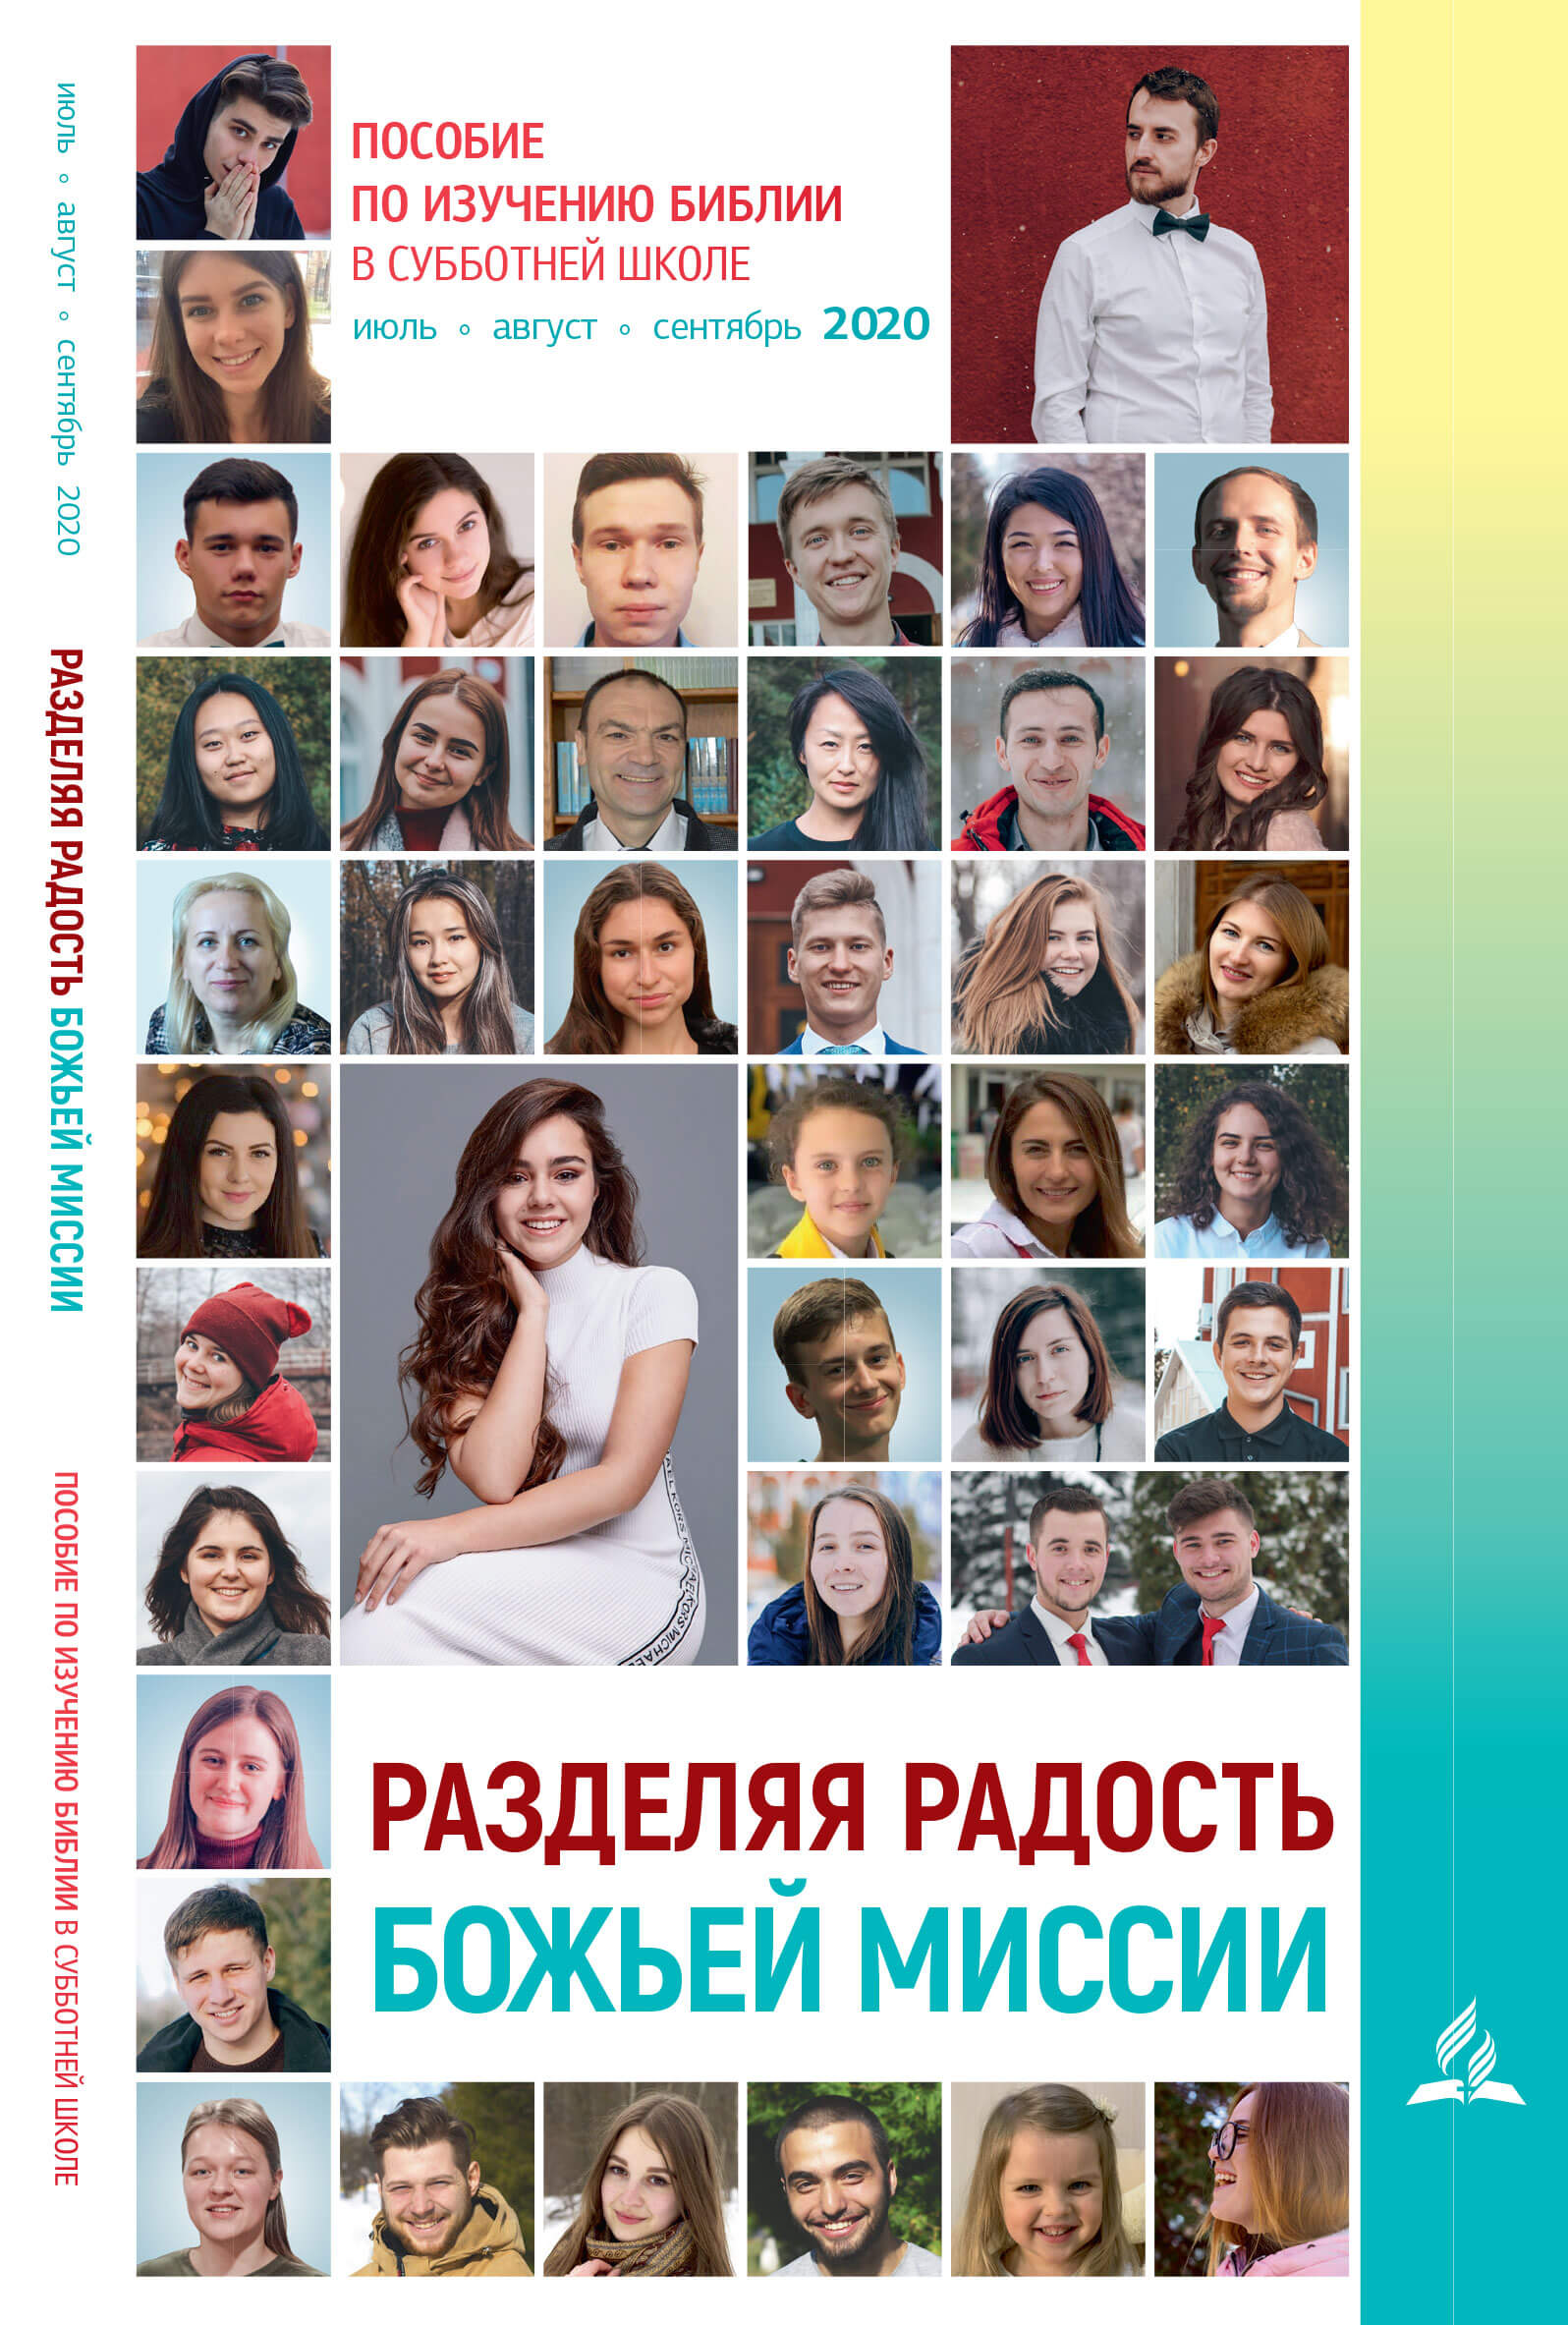 июль ◦ август ◦ сентябрь 2020
РАЗДЕЛЯЯ РАДОСТЬ БОЖЬЕЙ МИССИИ
ПОСОБИЕ ПО ИЗУЧЕНИЮ БИБЛИИ В СУББОТНЕЙ ШКОЛЕ
ПОСОБИЕ
ПО ИЗУЧЕНИЮ БИБЛИИ
В СУББОТНЕЙ ШКОЛЕ
июль ◦ август ◦ сентябрь 2020
РАЗДЕЛЯЯ РАДОСТЬ
БОЖЬЕЙ МИССИИ